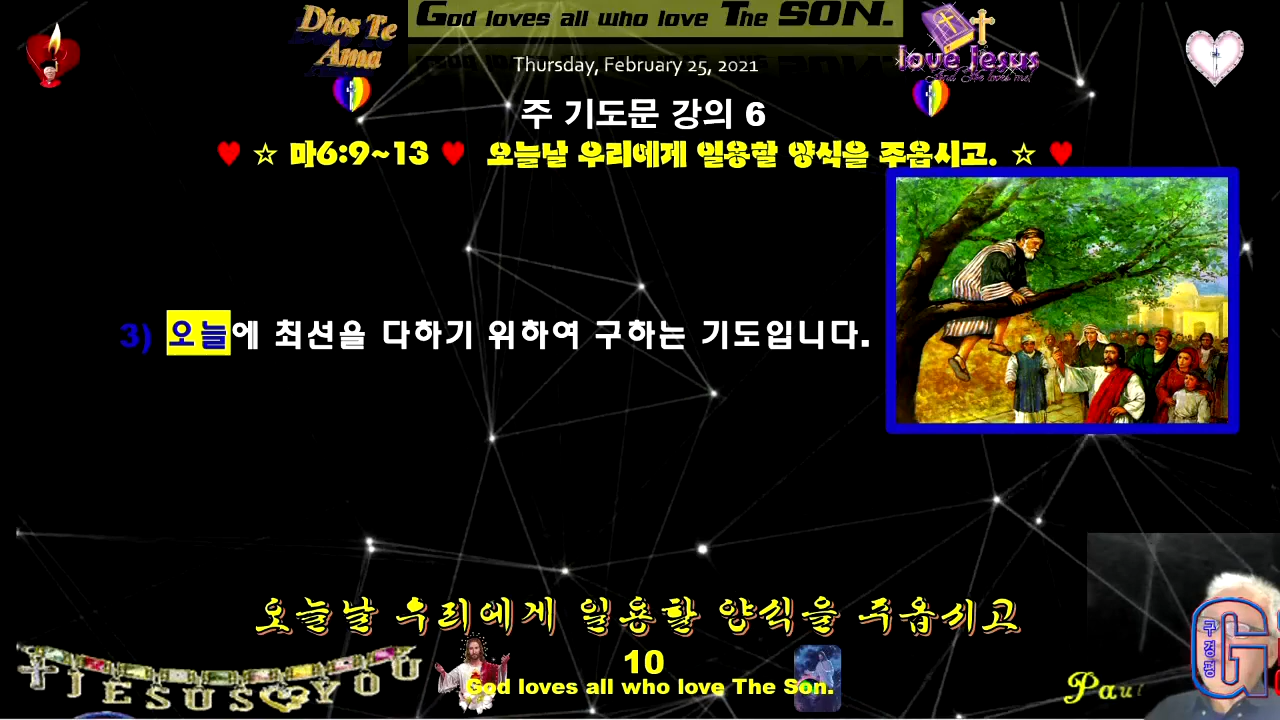 Dios Te Ama
God loves all who love The SON.
love Jesus
And He loves me!
Thursday, February 25, 2021
주 기도문 강의 6
♥ ☆ 마6:9~13 ♥ 오늘날 우리에게 일용할 양식을 주옵시고. ☆ ♥
3) 오늘에 최선을 다하기 위하여 구하는 기도입니다.
오늘날 우리에게 일용할 양식을 주옵시고
JESUS YOU
10
God loves all who love The Son.
Paul
G
구경평